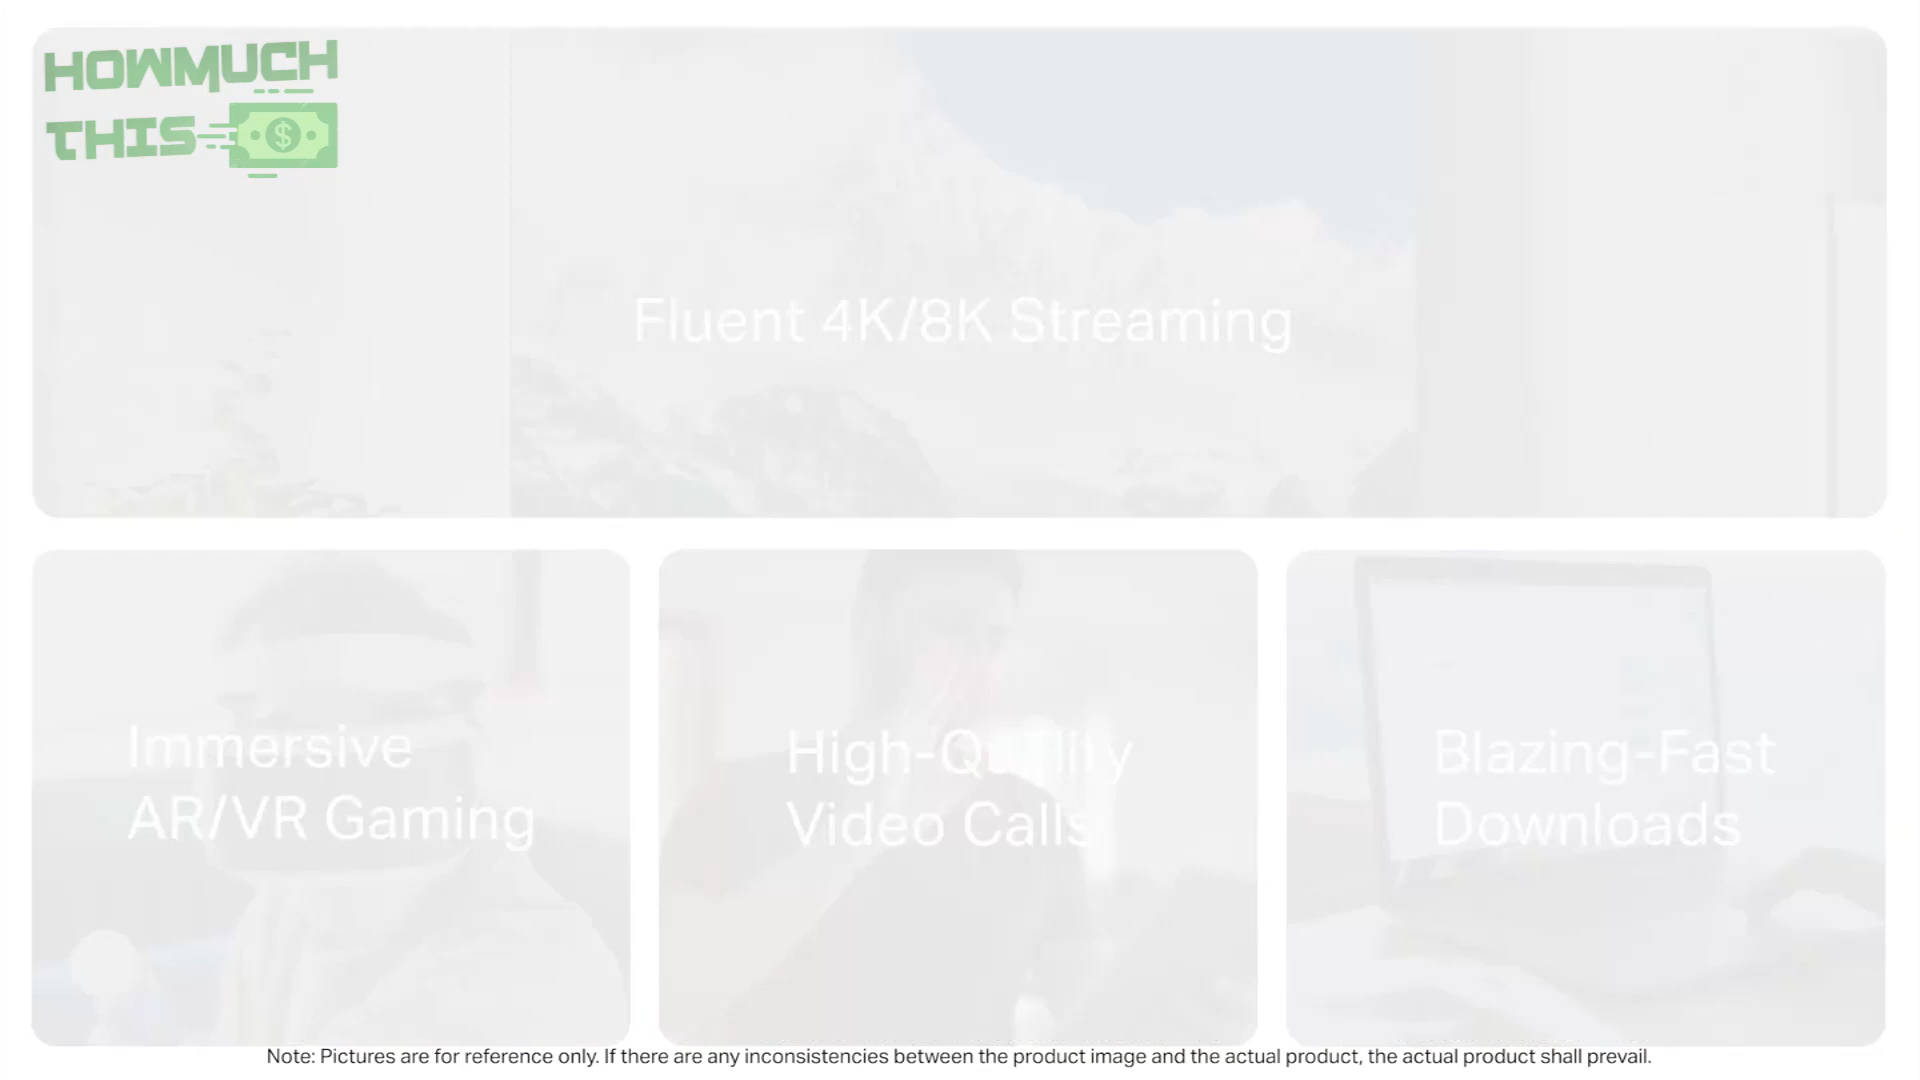 HOWMUCH
THIS
Fluent 4K/8K Streaming
Immersive
AR/VR Gaming
High-Quality
Video Calls
Blazing-Fast
Downloads
Note: Pictures are for reference only. If there are any inconsistencies between the product image and the actual product, the actual product shall prevail.